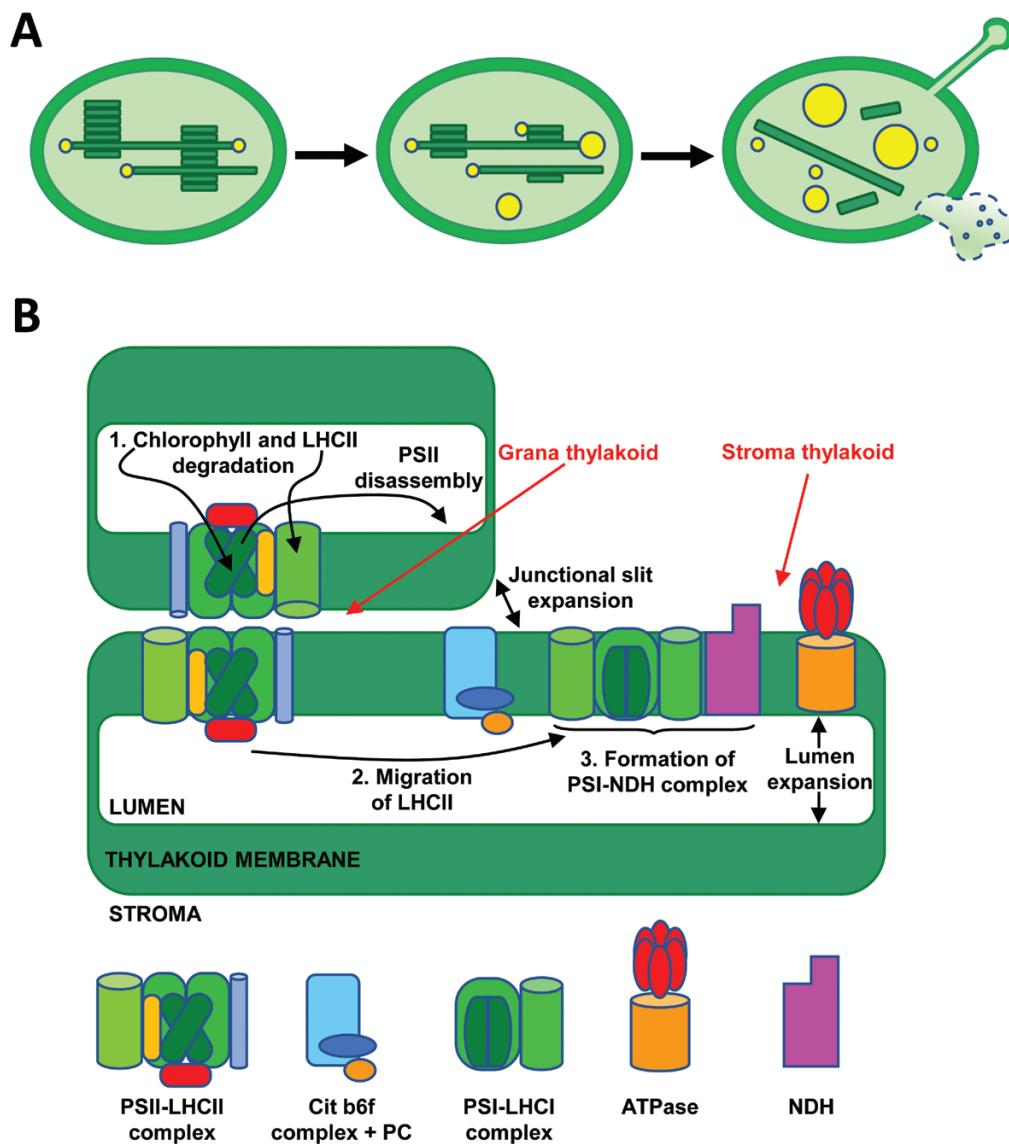 A
B
1. Chlorophyll and LHCII
degradation
PSII
disassembly
Grana thylakoid
Stroma thylakoid
Junctional slit
expansion
2. Migration
of LHCII
3. Formation of
PSI-NDH complex
Lumen
expansion
LUMEN
THYLAKOID MEMBRANE
STROMA
PSII-LHCII
complex
Cit b6f
complex + PC
PSI-LHCI
complex
ATPase
NDH